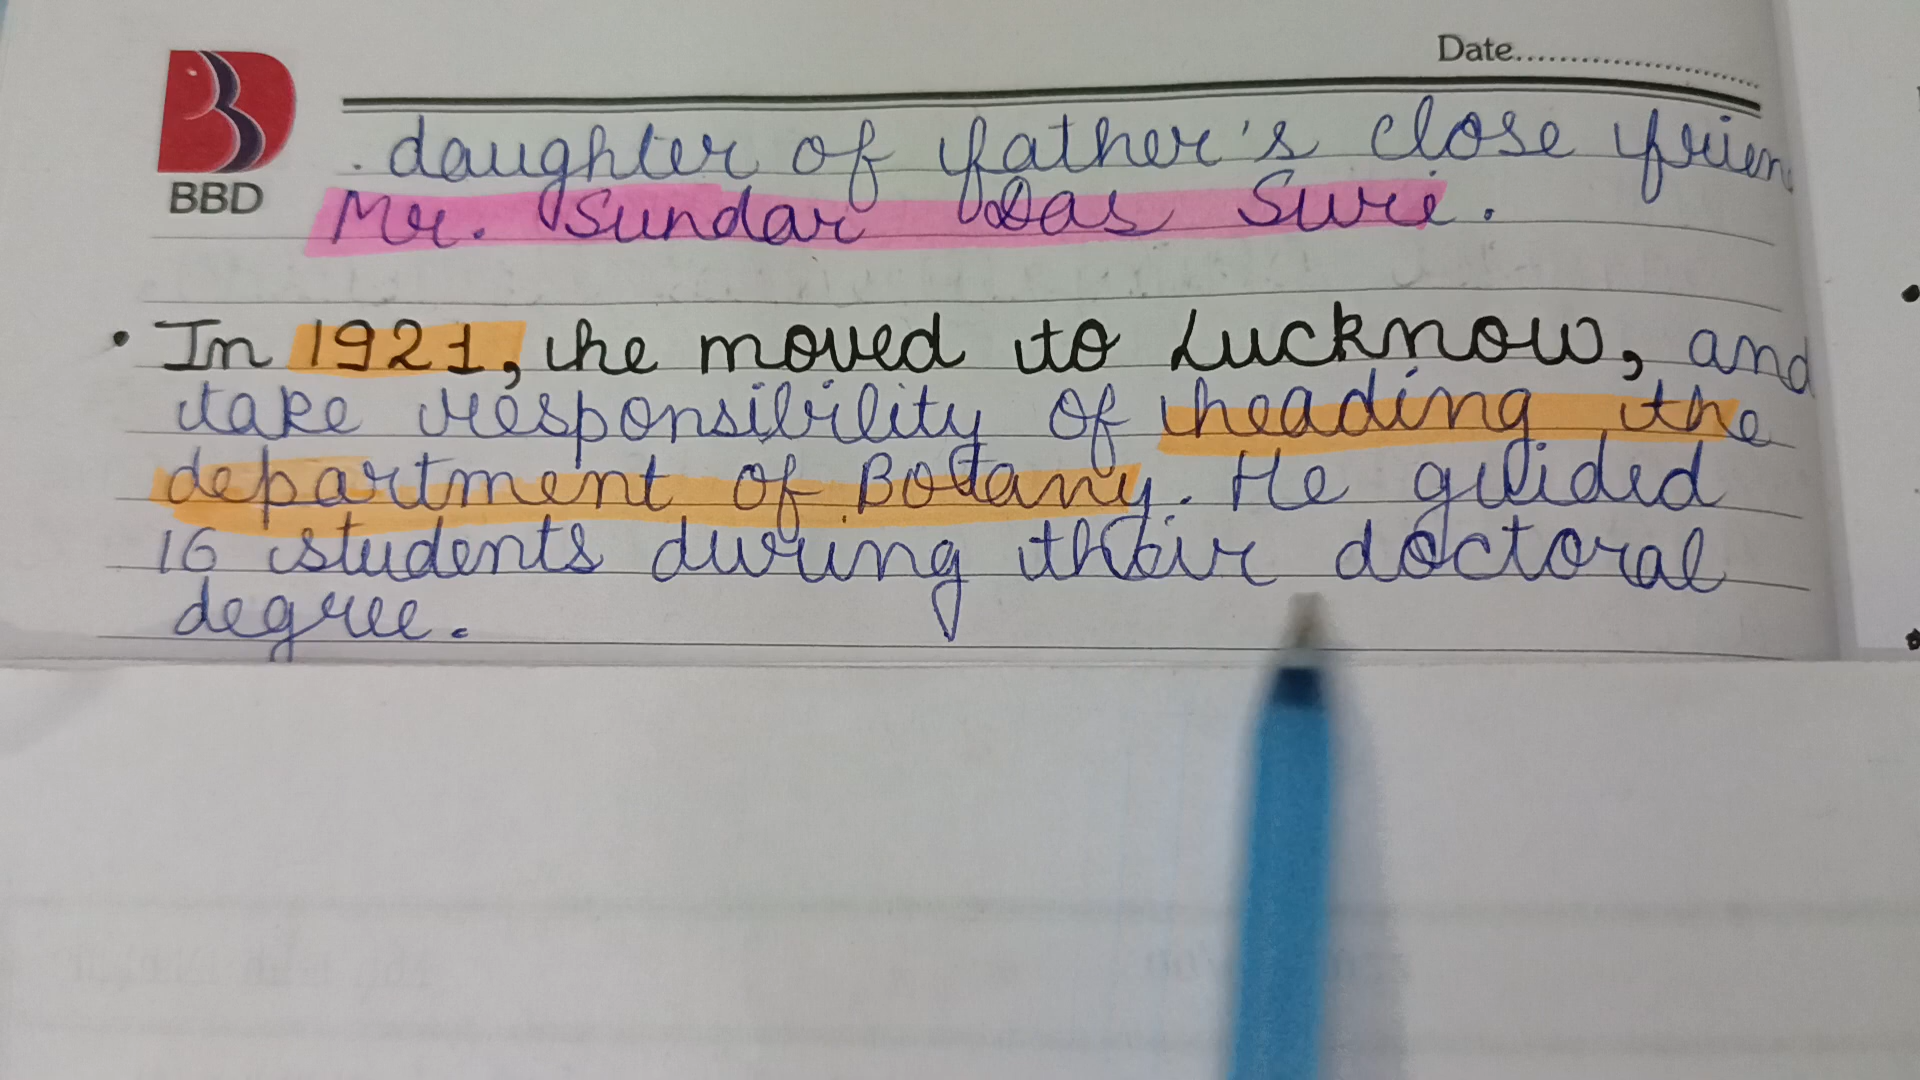 Date
BBD
daughter of father's close frien
Mr. Sundar Das Suri.
• In 1921, he moved to Lucknow, and
take responsibility of heading the
department of Botany. He guided
16 students during their doctoral
degree.